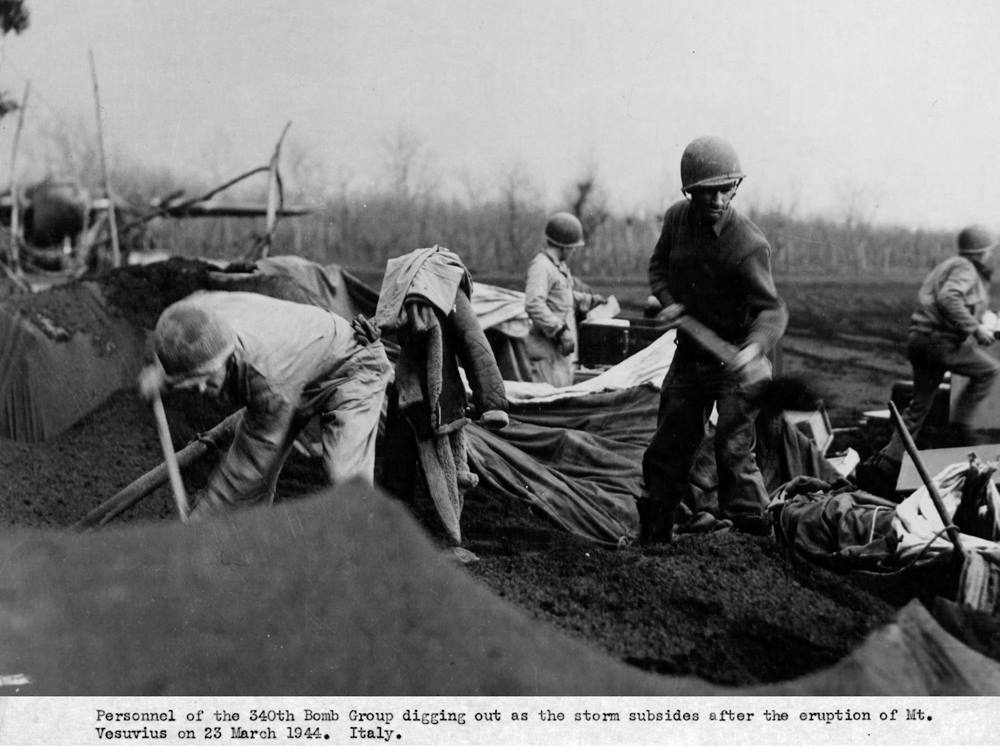 Personnel of the 340th Bomb Group digging out as the storm subsides after the eruption of Mt.
Vesuvius on 23 March 1944. Italy.